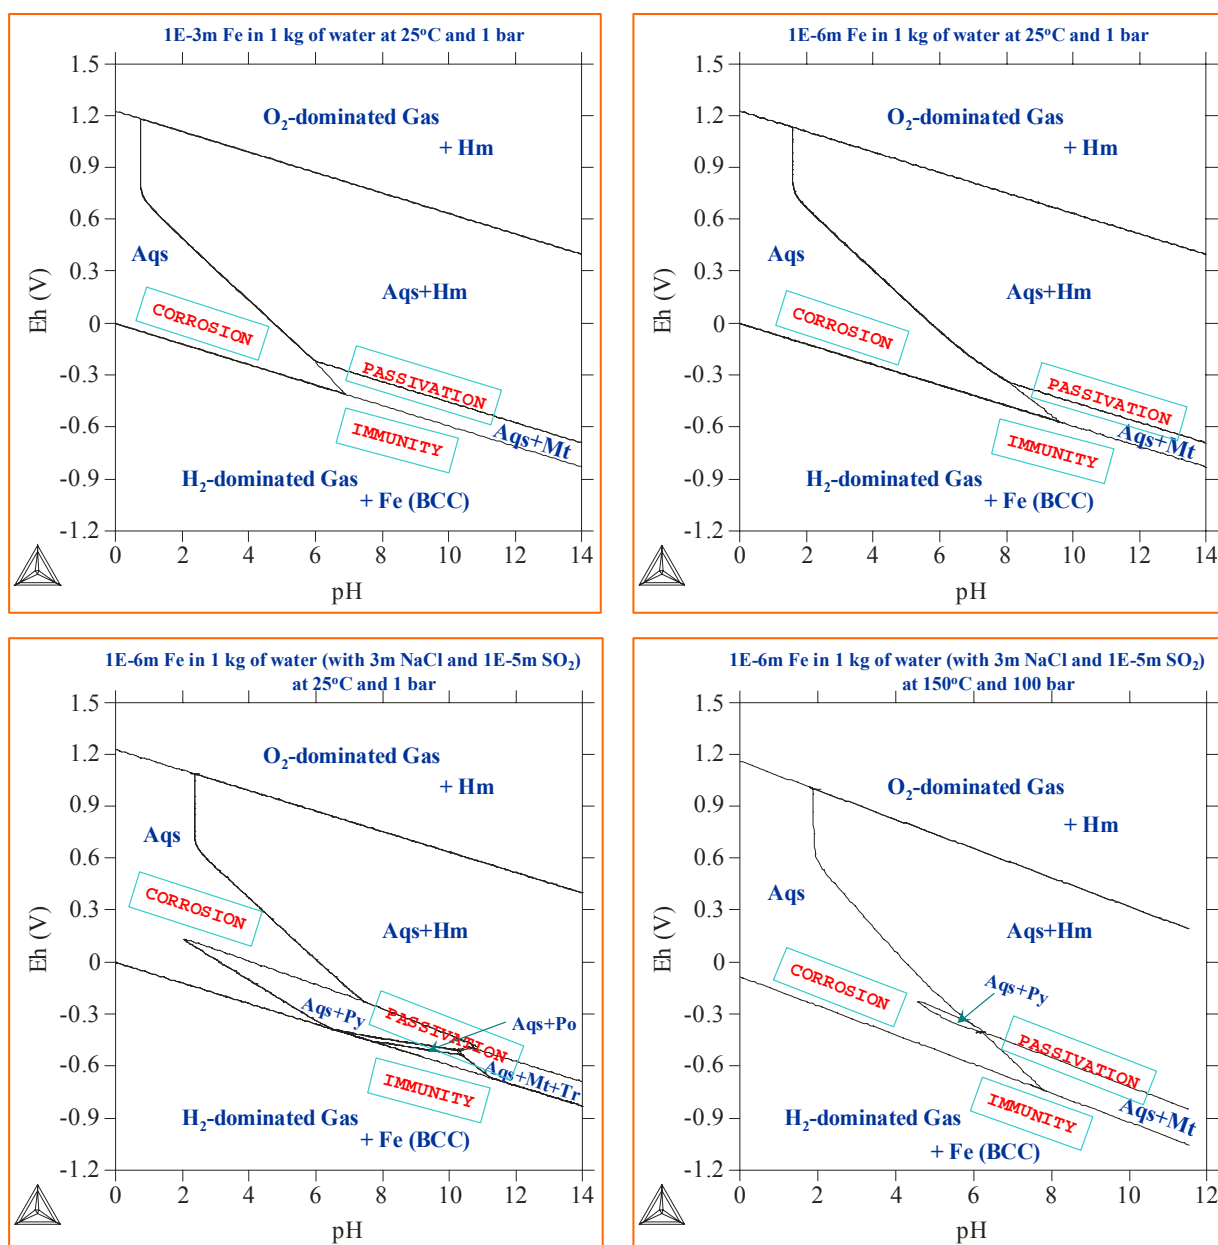 1E-3m Fe in 1 kg of water at 25°C and 1 bar
1.5
1.2
0.9
0.6
0.3
0
-0.3
-0.6
-0.9
-1.2
Eh (V)
O₂-dominated Gas
+ Hm
Aqs
Aqs+Hm
CORROSION
PASSIVATION
IMMUNITY
Aqs+Mt
H₂-dominated Gas
+ Fe (BCC)
0 2 4 6 8 10 12 14
pH
1E-6m Fe in 1 kg of water at 25°C and 1 bar
1.5
1.2
0.9
0.6
0.3
0
-0.3
-0.6
-0.9
-1.2
Eh (V)
O₂-dominated Gas
+ Hm
Aqs
Aqs+Hm
CORROSION
PASSIVATION
IMMUNITY
Aqs+Mt
H₂-dominated Gas
+ Fe (BCC)
0 2 4 6 8 10 12 14
pH
1E-6m Fe in 1 kg of water (with 3m NaCl and 1E-5m SO₂)
at 25°C and 1 bar
1.5
1.2
0.9
0.6
0.3
0
-0.3
-0.6
-0.9
-1.2
Eh (V)
O₂-dominated Gas
+ Hm
Aqs
CORROSION
Aqs+Hm
Aqs+Py
PASSIVATION
Aqs+Po
IMMUNITY
Aqs+Mt+Tr
H₂-dominated Gas
+ Fe (BCC)
0 2 4 6 8 10 12 14
pH
1E-6m Fe in 1 kg of water (with 3m NaCl and 1E-5m SO₂)
at 150°C and 100 bar
1.5
1.2
0.9
0.6
0.3
0
-0.3
-0.6
-0.9
-1.2
Eh (V)
O₂-dominated Gas
+ Hm
Aqs
Aqs+Hm
CORROSION
Aqs+Py
PASSIVATION
IMMUNITY
Aqs+Mt
H₂-dominated Gas
+ Fe (BCC)
0 2 4 6 8 10 12
pH